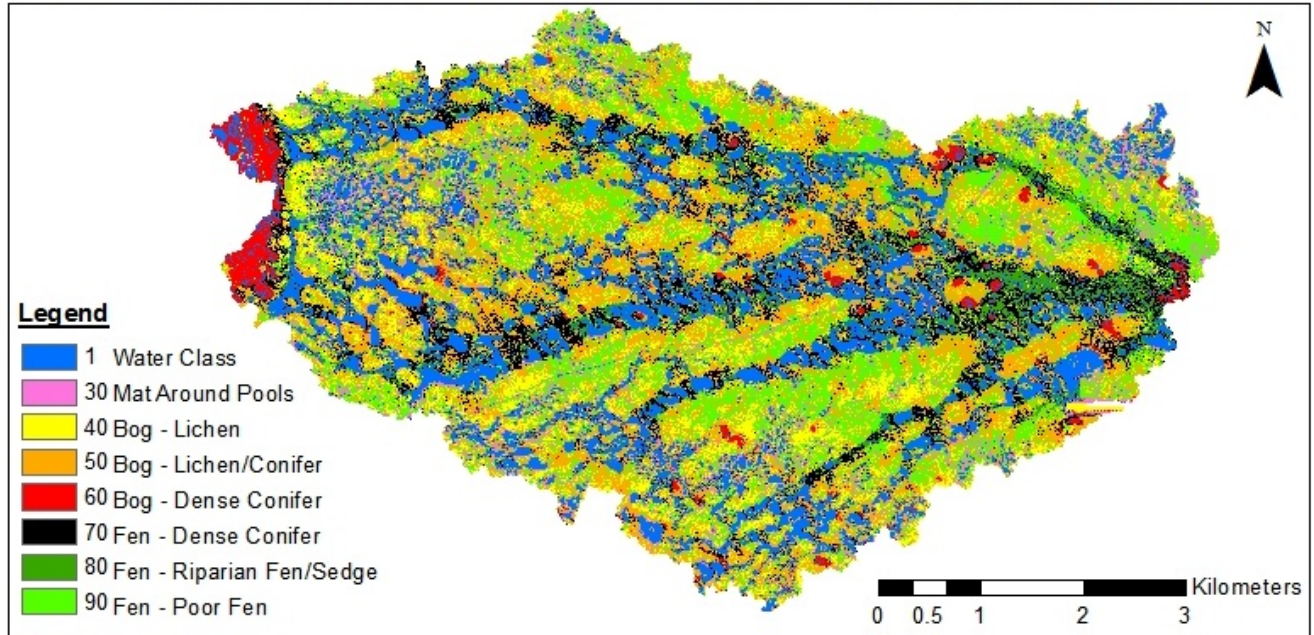 N
Legend
1 Water Class
30 Mat Around Pools
40 Bog - Lichen
50 Bog - Lichen/Conifer
60 Bog - Dense Conifer
70 Fen - Dense Conifer
80 Fen - Riparian Fen/Sedge
90 Fen - Poor Fen
Kilometers
0 0.5 1 2 3